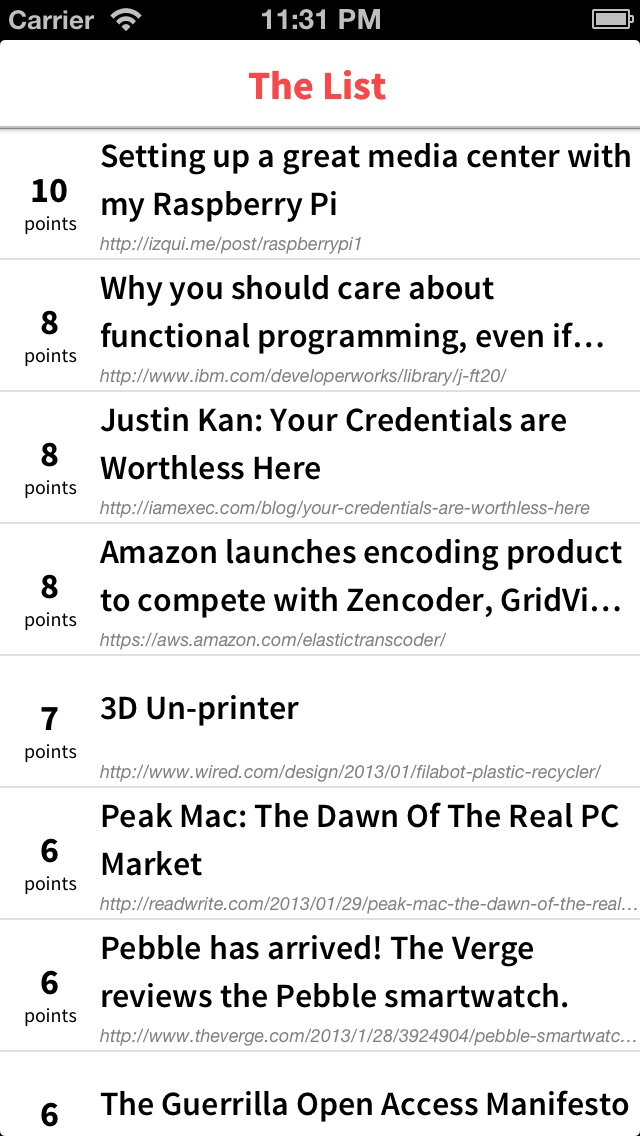 Carrier 11:31 PM
The List
Setting up a great media center with
my Raspberry Pi
10
points
http://izqui.me/post/raspberrypi1
Why you should care about
functional programming, even if...
8
points
http://www.ibm.com/developerworks/library/j-ft20/
Justin Kan: Your Credentials are
Worthless Here
8
points
http://iamexec.com/blog/your-credentials-are-worthless-here
Amazon launches encoding product
to compete with Zencoder, GridVi...
8
points
https://aws.amazon.com/elastictranscoder/
3D Un-printer
7
points
http://www.wired.com/design/2013/01/filabot-plastic-recycler/
Peak Mac: The Dawn Of The Real PC
Market
6
points
http://readwrite.com/2013/01/29/peak-mac-the-dawn-of-the-real...
Pebble has arrived! The Verge
reviews the Pebble smartwatch.
6
points
http://www.theverge.com/2013/1/28/3924904/pebble-smartwatc...
The Guerrilla Open Access Manifesto
6